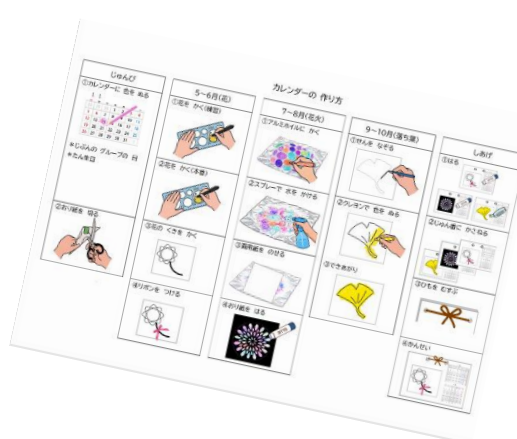 カレンダーの 作り方
じゅんび
①カレンダーに 色を ぬる
*じぶんの グループの 日
*たん生日
②おり紙を 切る
5~6月(花)
①花を かく(練習)
②花を かく(本番)
③花の くきを かく
④リボンを つける
7~8月(花火)
①アルミホイルに かく
②スプレーで 水を かける
③画用紙を のせる
④おり紙を はる
9~10月(落ち葉)
①せんを なぞる
②クレヨンで 色を ぬる
③できあがり
しあげ
①はる
②じゅん番に かさねる
③ひもを むすぶ
④かんせい